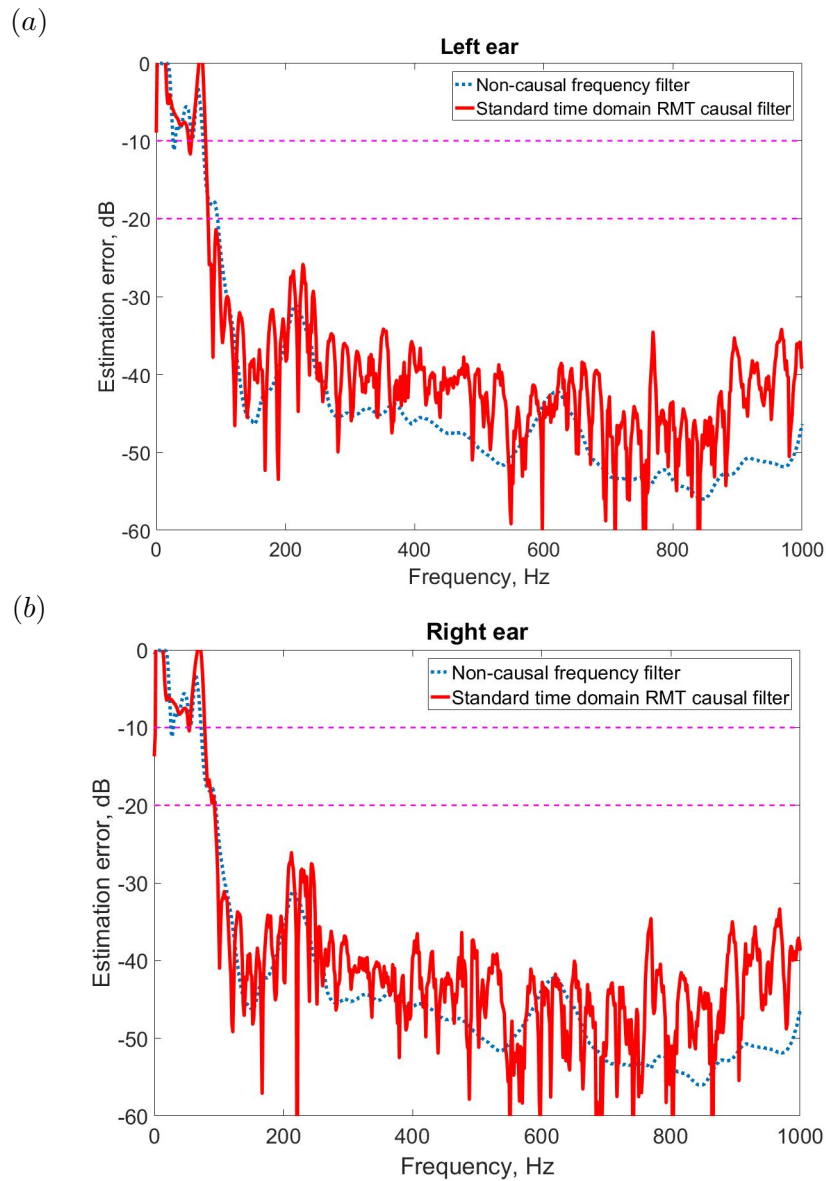 (a)
Left ear
Non-causal frequency filter
Standard time domain RMT causal filter
0
-10
-20
-30
-40
-50
-60
Estimation error, dB
0 200 400 600 800 1000
Frequency, Hz
(b)
Right ear
Non-causal frequency filter
Standard time domain RMT causal filter
0
-10
-20
-30
-40
-50
-60
Estimation error, dB
0 200 400 600 800 1000
Frequency, Hz